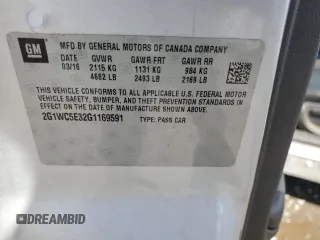 GM
MFD BY GENERAL MOTORS OF CANADA COMPANY
DATE GVWR GAWR FRT GAWR RR
03/16 2115 KG 1131 KG 984 KG
4662 LB 2493 LB 2169 LB
THIS VEHICLE CONFORMS TO ALL APPLICABLE U.S. FEDERAL MOTOR
VEHICLE SAFETY, BUMPER, AND THEFT PREVENTION STANDARDS IN EFFECT
ON THE DATE OF MANUFACTURE SHOWN ABOVE.
2G1WC5E32G1169591 TYPE: PASS CAR
DREAMBID